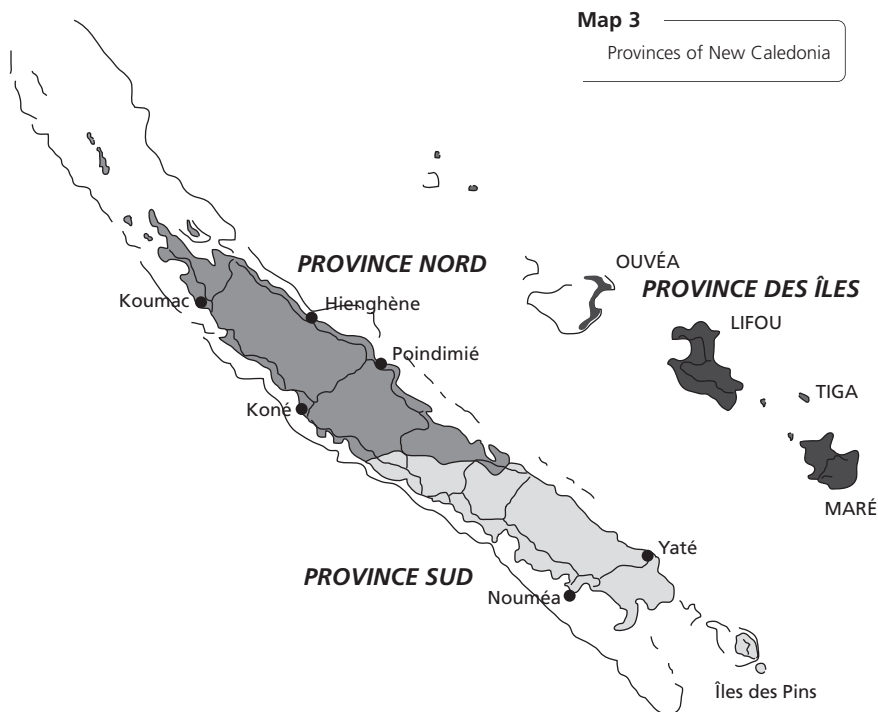 Map 3
Provinces of New Caledonia
PROVINCE NORD
OUVÉA
PROVINCE DES ÎLES
Koumac
Hienghène
LIFOU
Poindimié
TIGA
Koné
MARÉ
Yaté
PROVINCE SUD
Nouméa
Îles des Pins